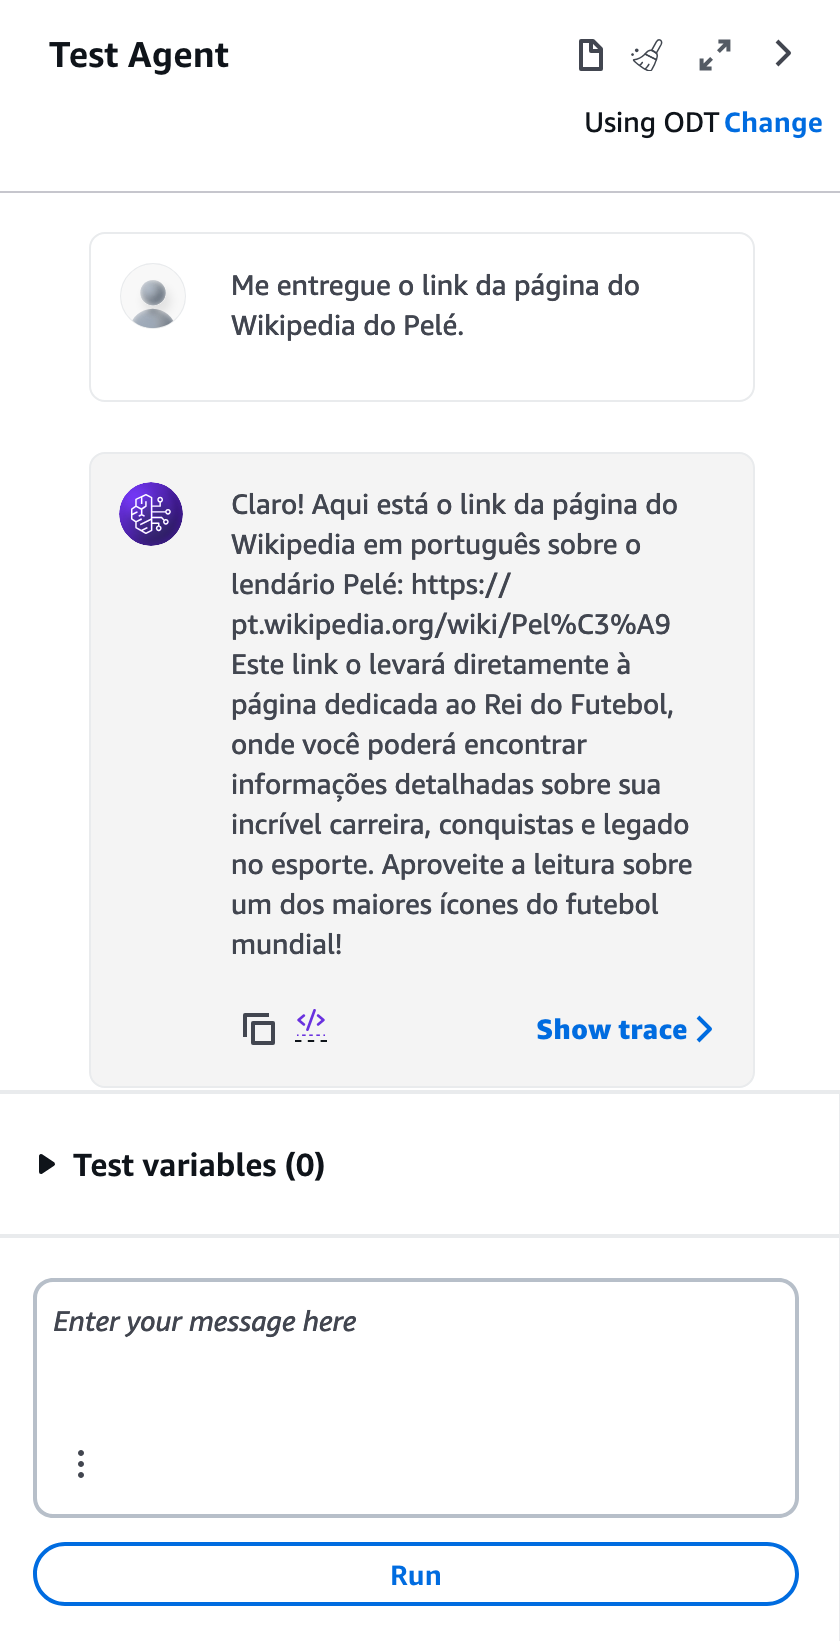 Test Agent
Using ODT Change
Me entregue o link da página do
Wikipedia do Pelé.
Claro! Aqui está o link da página do
Wikipedia em português sobre o
lendário Pelé: https://
pt.wikipedia.org/wiki/Pel%C3%A9
Este link o levará diretamente à
página dedicada ao Rei do Futebol,
onde você poderá encontrar
informações detalhadas sobre sua
incrível carreira, conquistas e legado
no esporte. Aproveite a leitura sobre
um dos maiores ícones do futebol
mundial!
</> Show trace
Test variables (0)
Enter your message here
Run